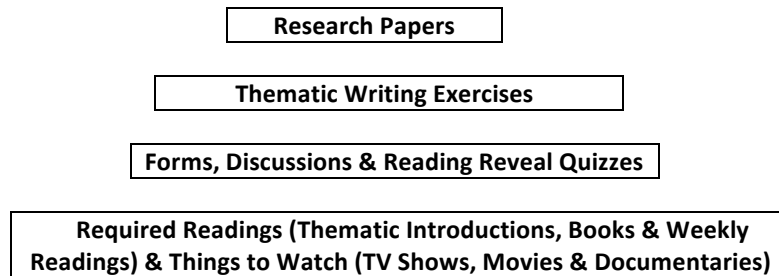 Research Papers
Thematic Writing Exercises
Forms, Discussions & Reading Reveal Quizzes
Required Readings (Thematic Introductions, Books & Weekly
Readings) & Things to Watch (TV Shows, Movies & Documentaries)